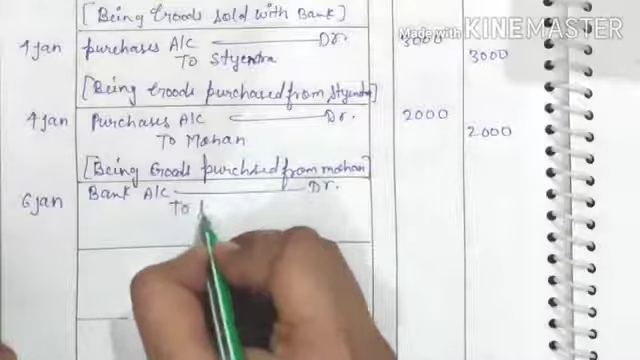 [Being Goods sold with Bank]
4 Jan purchases A/C Dr. 3000
To Styendra 3000
[Being Goods purchased from Styendra]
4 Jan Purchases A/C Dr. 2000
To Mohan 2000
[Being Goods purchased from mohan]
6 Jan Bank A/C Dr.
To
Made with KINEMASTER